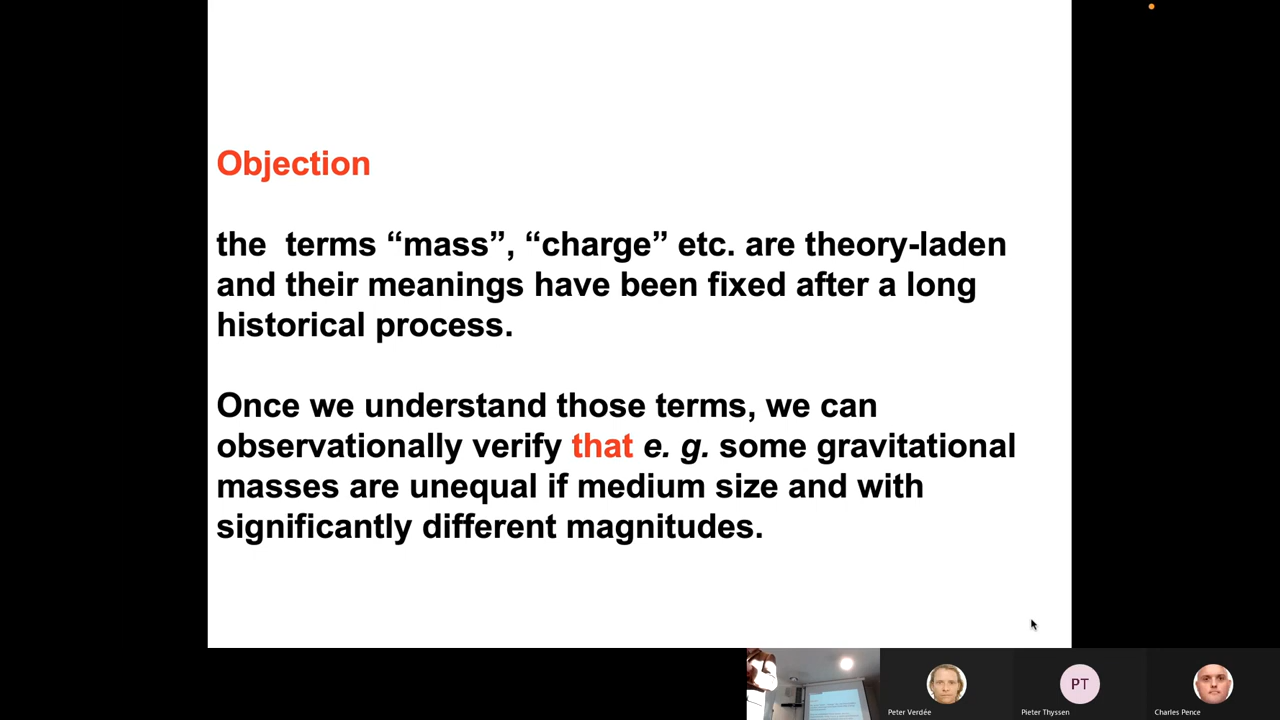 Objection
the  terms “mass”, “charge” etc. are theory-laden
and their meanings have been fixed after a long
historical process.
Once we understand those terms, we can
observationally verify that e. g. some gravitational
masses are unequal if medium size and with
significantly different magnitudes.
PT
Peter Verdée
Pieter Thyssen
Charles Pence